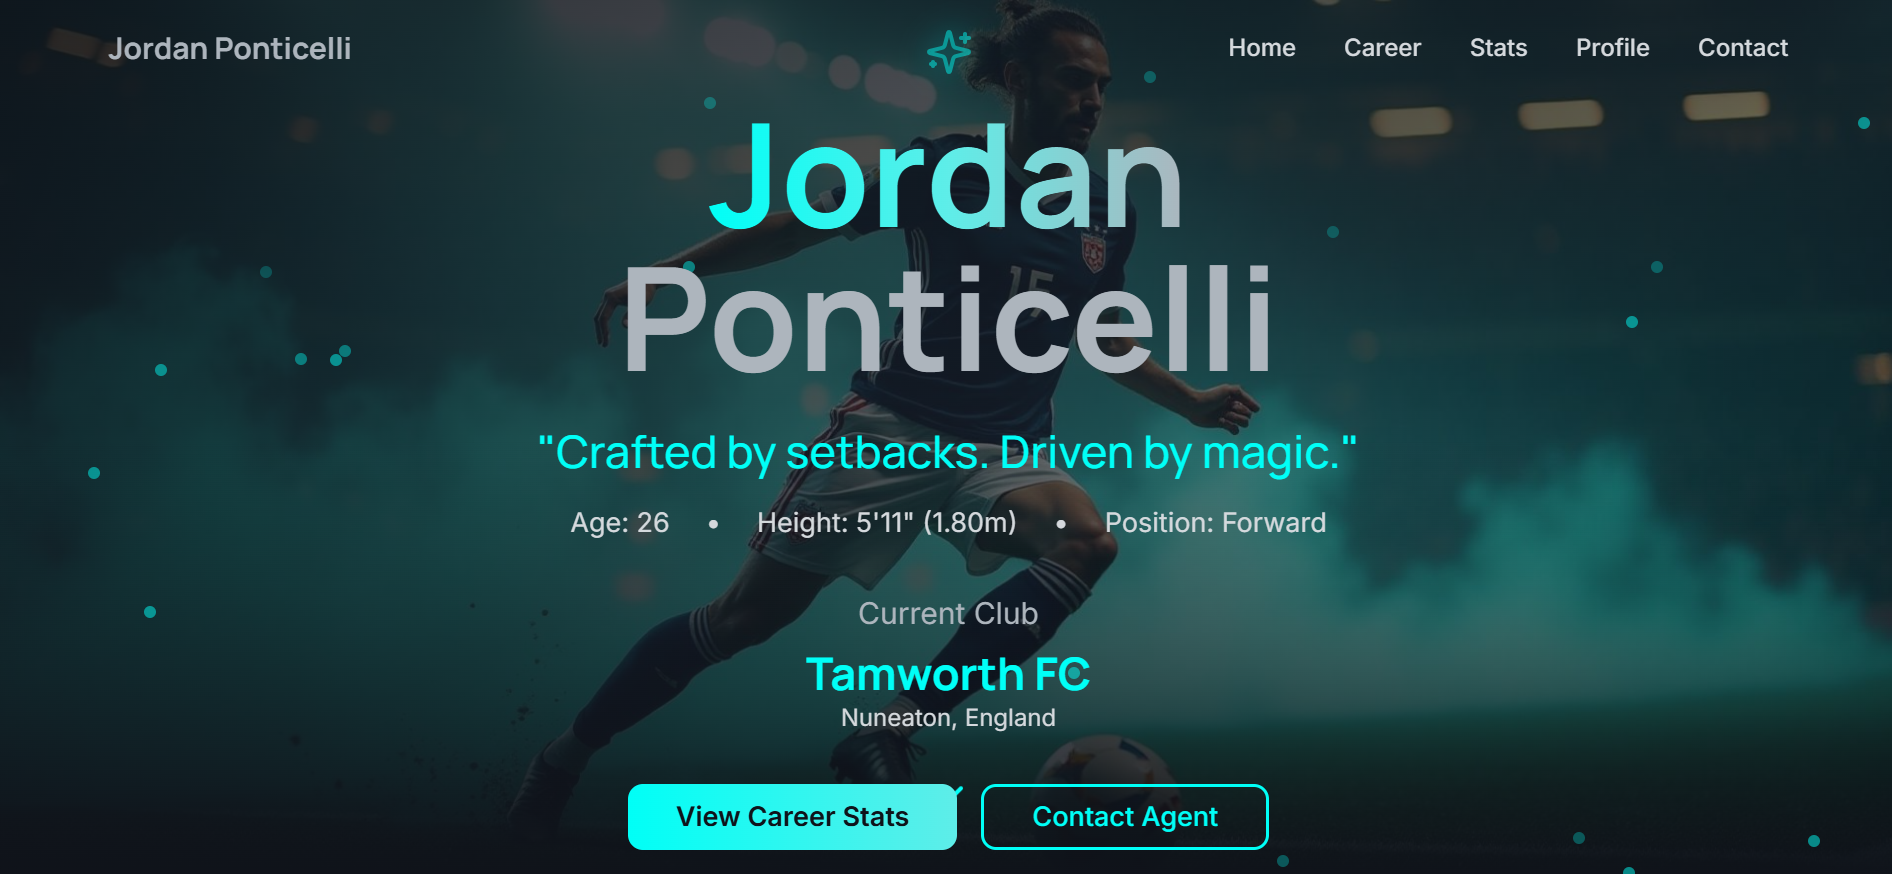 Jordan Ponticelli
Home Career Stats Profile Contact
Jordan
Ponticelli
15
"Crafted by setbacks. Driven by magic."
Age: 26 • Height: 5'11" (1.80m) • Position: Forward
Current Club
Tamworth FC
Nuneaton, England
View Career Stats
Contact Agent